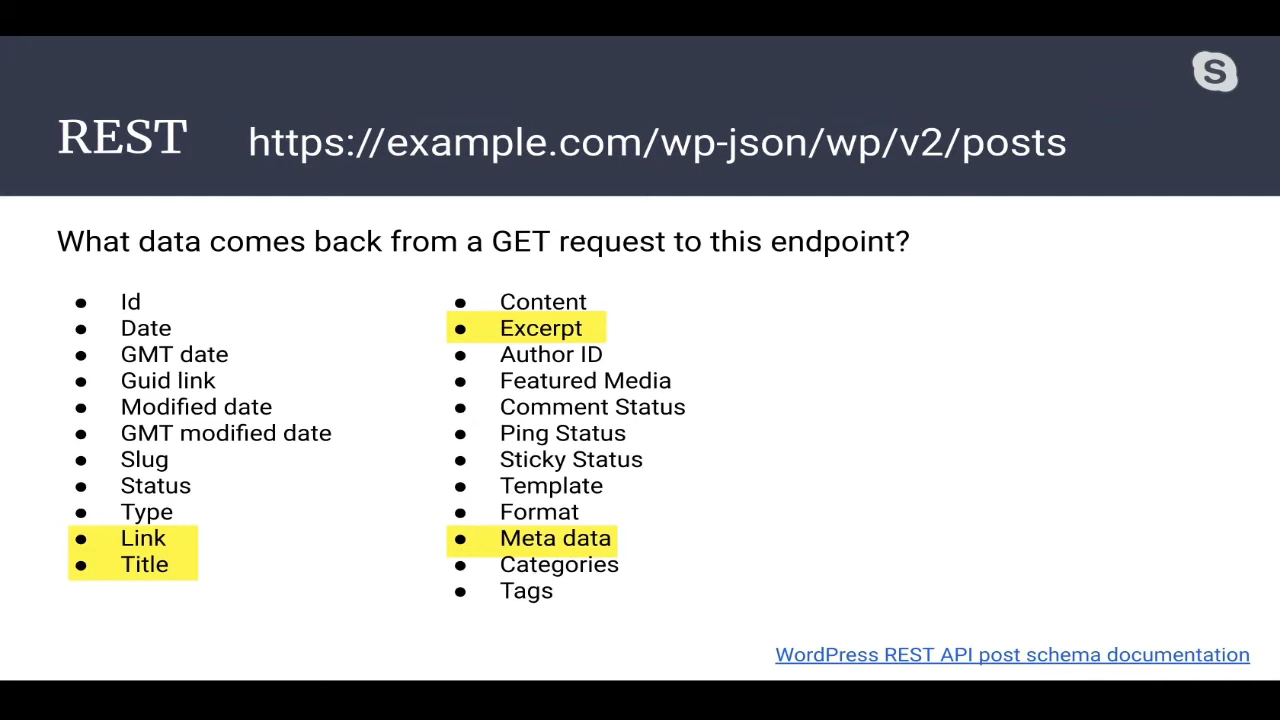 S
REST https://example.com/wp-json/wp/v2/posts
What data comes back from a GET request to this endpoint?
● Id
● Date
● GMT date
● Guid link
● Modified date
● GMT modified date
● Slug
● Status
● Type
● Link
● Title
● Content
● Excerpt
● Author ID
● Featured Media
● Comment Status
● Ping Status
● Sticky Status
● Template
● Format
● Meta data
● Categories
● Tags
WordPress REST API post schema documentation